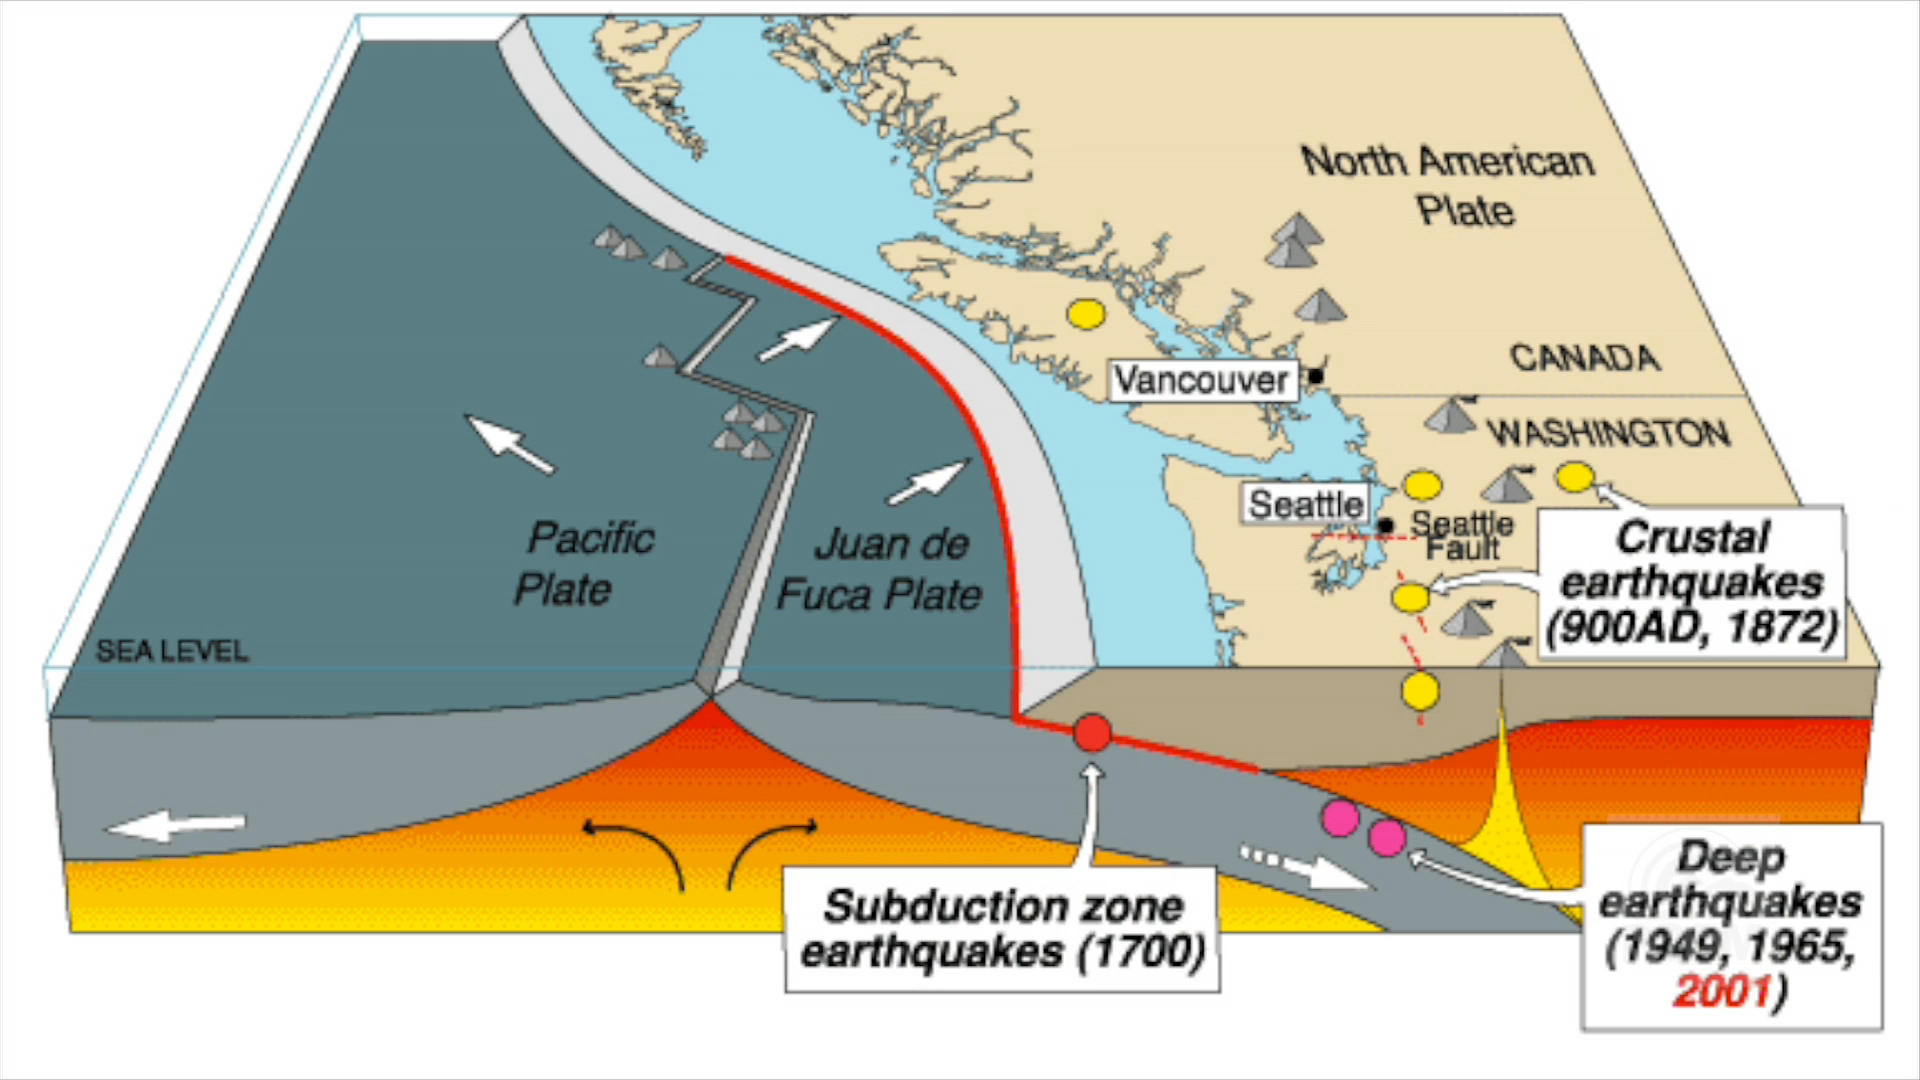 North American
Plate
CANADA
Vancouver
WASHINGTON
Seattle
Seattle
Fault
Crustal
earthquakes
(900AD, 1872)
Pacific
Plate
Juan de
Fuca Plate
SEA LEVEL
Subduction zone
earthquakes (1700)
Deep
earthquakes
(1949, 1965,
2001)